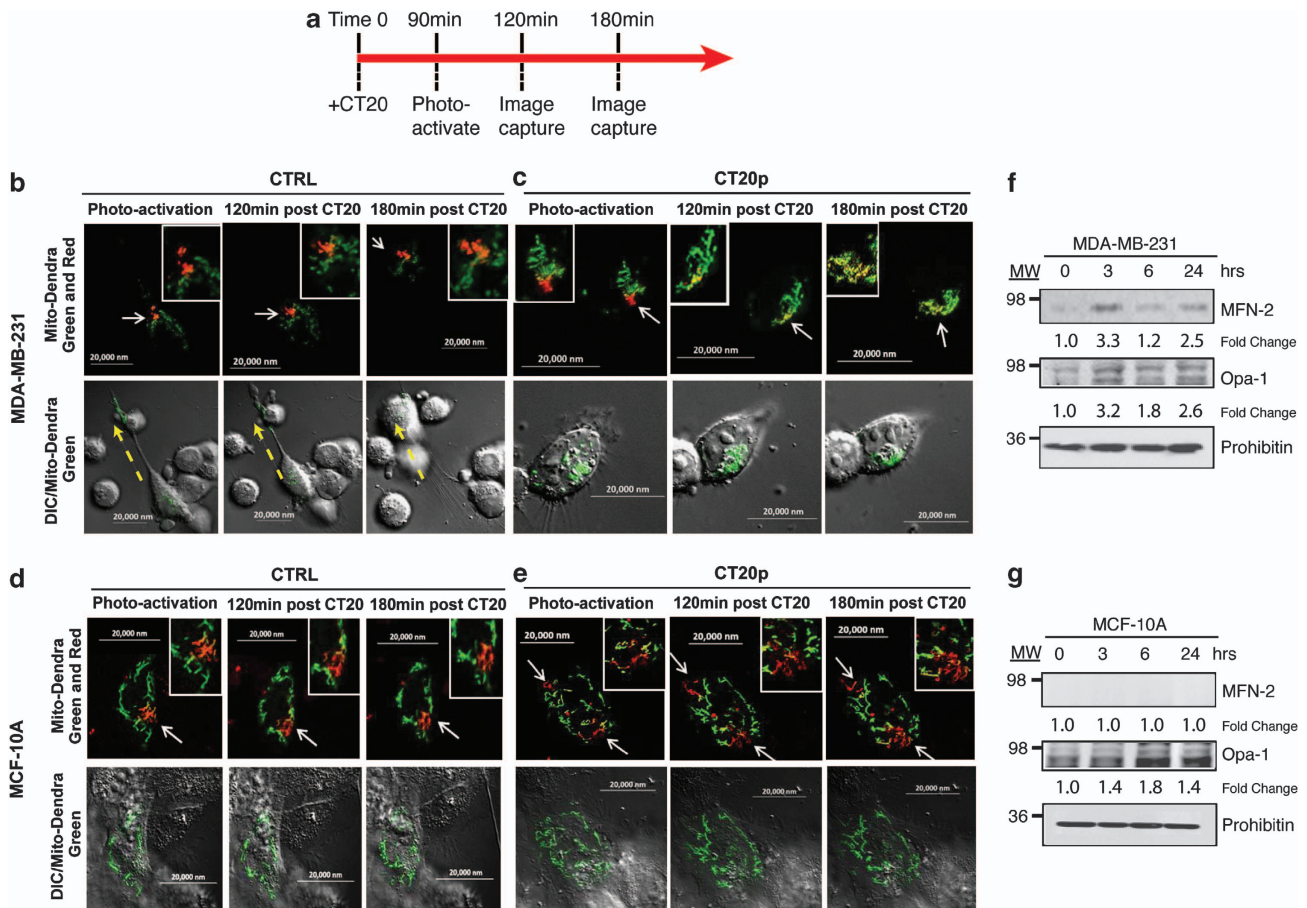 a
Time 0 90min 120min 180min
+CT20 Photo-activate Image capture Image capture
b
CTRL
Photo-activation 120min post CT20 180min post CT20
MDA-MB-231
Mito-Dendra Green and Red
20,000 nm 20,000 nm 20,000 nm
DIC/Mito-Dendra Green
20,000 nm 20,000 nm 20,000 nm
c
CT20p
Photo-activation 120min post CT20 180min post CT20
20,000 nm 20,000 nm 20,000 nm
20,000 nm 20,000 nm 20,000 nm
d
CTRL
Photo-activation 120min post CT20 180min post CT20
MCF-10A
Mito-Dendra Green and Red
20,000 nm 20,000 nm 20,000 nm
DIC/Mito-Dendra Green
20,000 nm 20,000 nm 20,000 nm
e
CT20p
Photo-activation 120min post CT20 180min post CT20
20,000 nm 20,000 nm 20,000 nm
20,000 nm 20,000 nm 20,000 nm
f
MDA-MB-231
MW 0 3 6 24 hrs
98 MFN-2
1.0 3.3 1.2 2.5 Fold Change
98 Opa-1
1.0 3.2 1.8 2.6 Fold Change
36 Prohibitin
g
MCF-10A
MW 0 3 6 24 hrs
98 MFN-2
1.0 1.0 1.0 1.0 Fold Change
98 Opa-1
1.0 1.4 1.8 1.4 Fold Change
36 Prohibitin